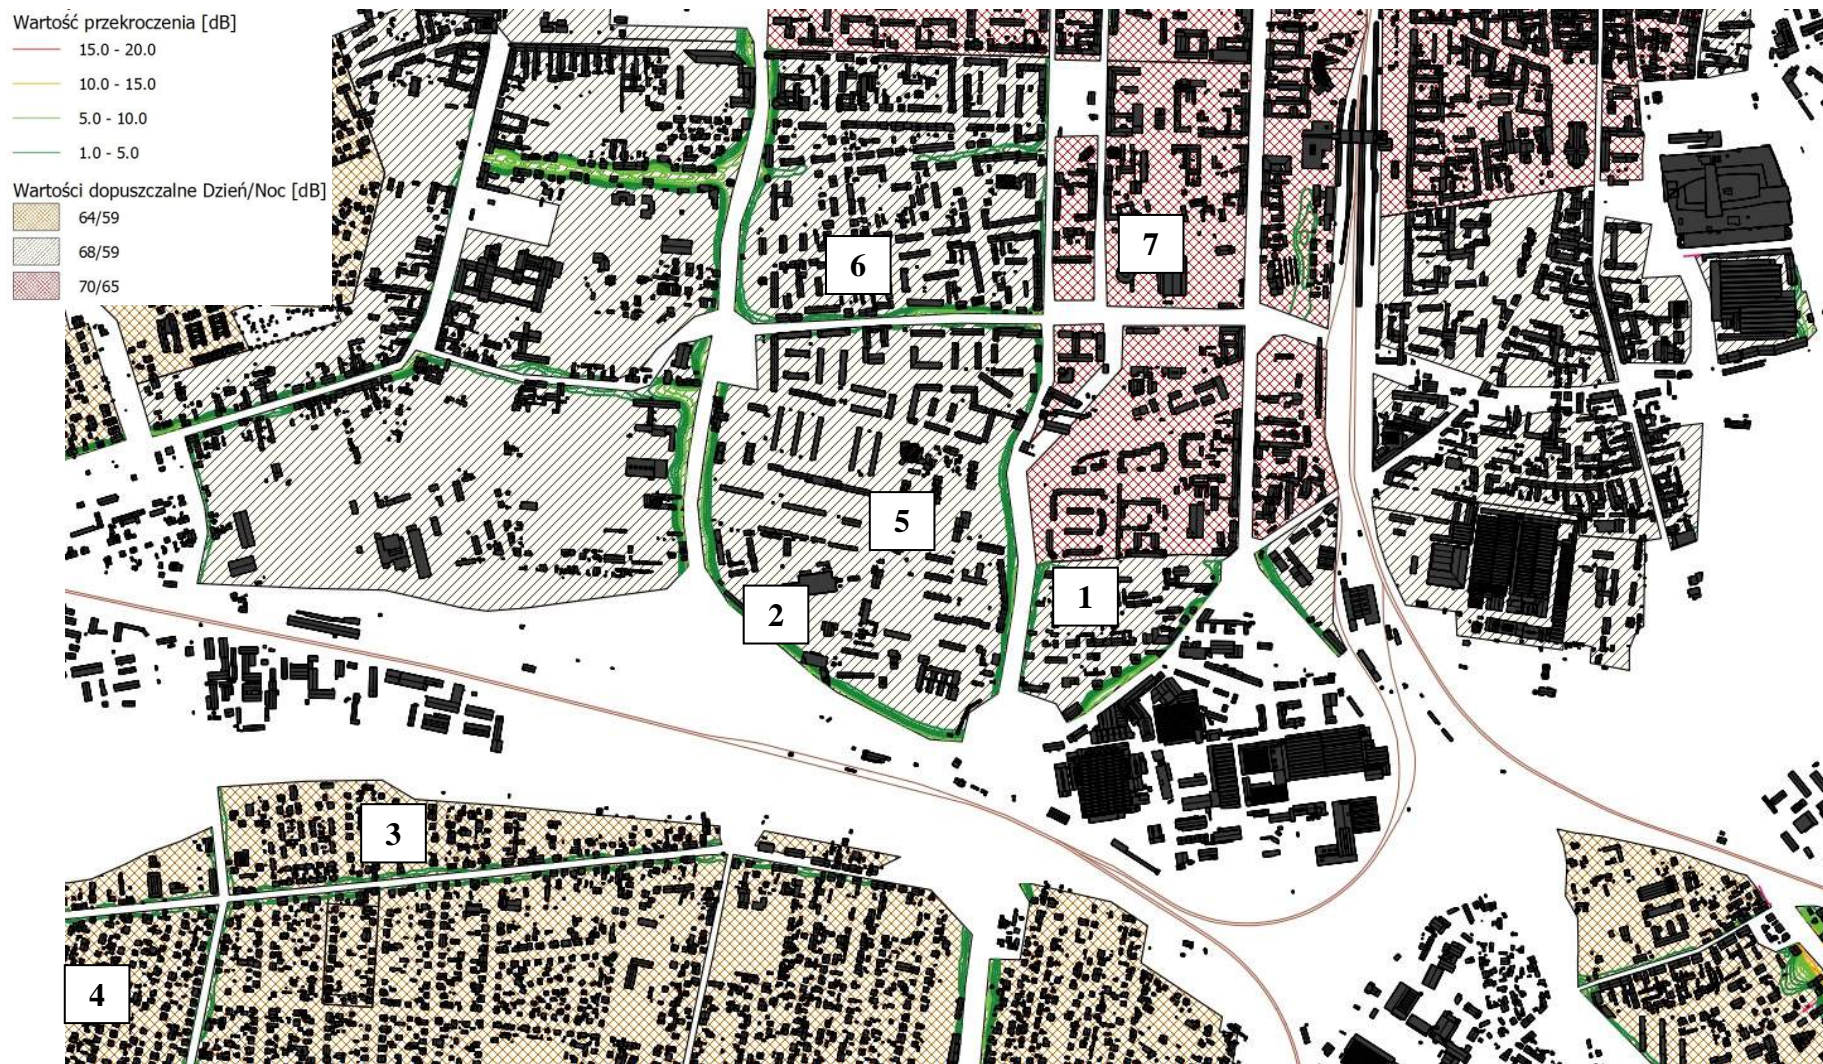 Wartość przekroczenia [dB]
15.0 - 20.0
10.0 - 15.0
5.0 - 10.0
1.0 - 5.0
Wartości dopuszczalne Dzień/Noc [dB]
64/59
68/59
70/65
7
6
5
2
1
3
4